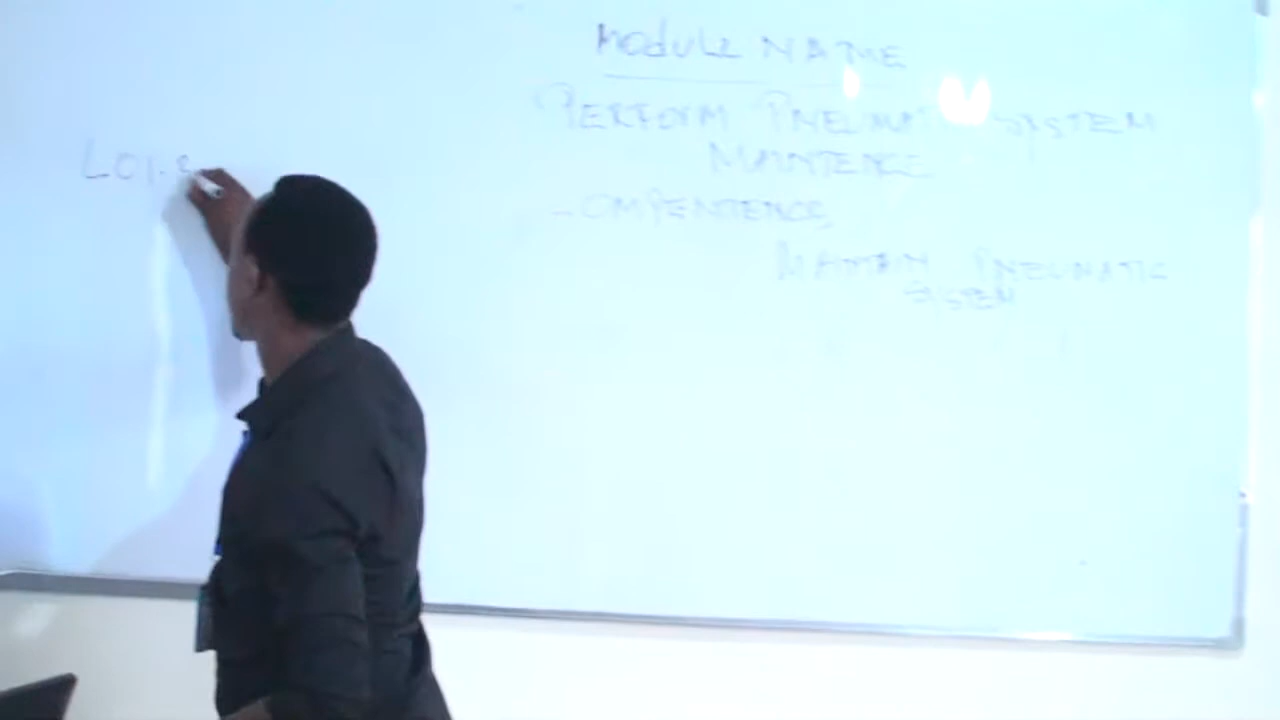 MODULE NAME
PERFORM PNEUMA SYSTEM
MAINTENCE
COMPENTENCE
MAINTAIN PNEUMATIC
SYSTEM
LO1.